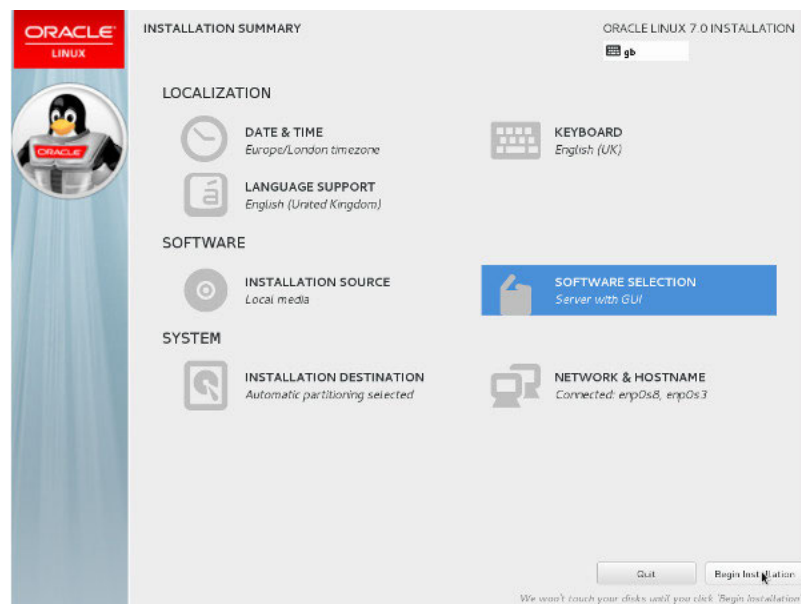 ORACLE
LINUX
INSTALLATION SUMMARY
ORACLE LINUX 7.0 INSTALLATION
gb
LOCALIZATION
DATE & TIME
Europe/London timezone
KEYBOARD
English (UK)
LANGUAGE SUPPORT
English (United Kingdom)
ORACLE
SOFTWARE
INSTALLATION SOURCE
Local media
SOFTWARE SELECTION
Server with GUI
SYSTEM
INSTALLATION DESTINATION
Automatic partitioning selected
NETWORK & HOSTNAME
Connected: enp0s8, enp0s3
Quit
Begin Installation
We won't touch your disks until you click 'Begin Installation